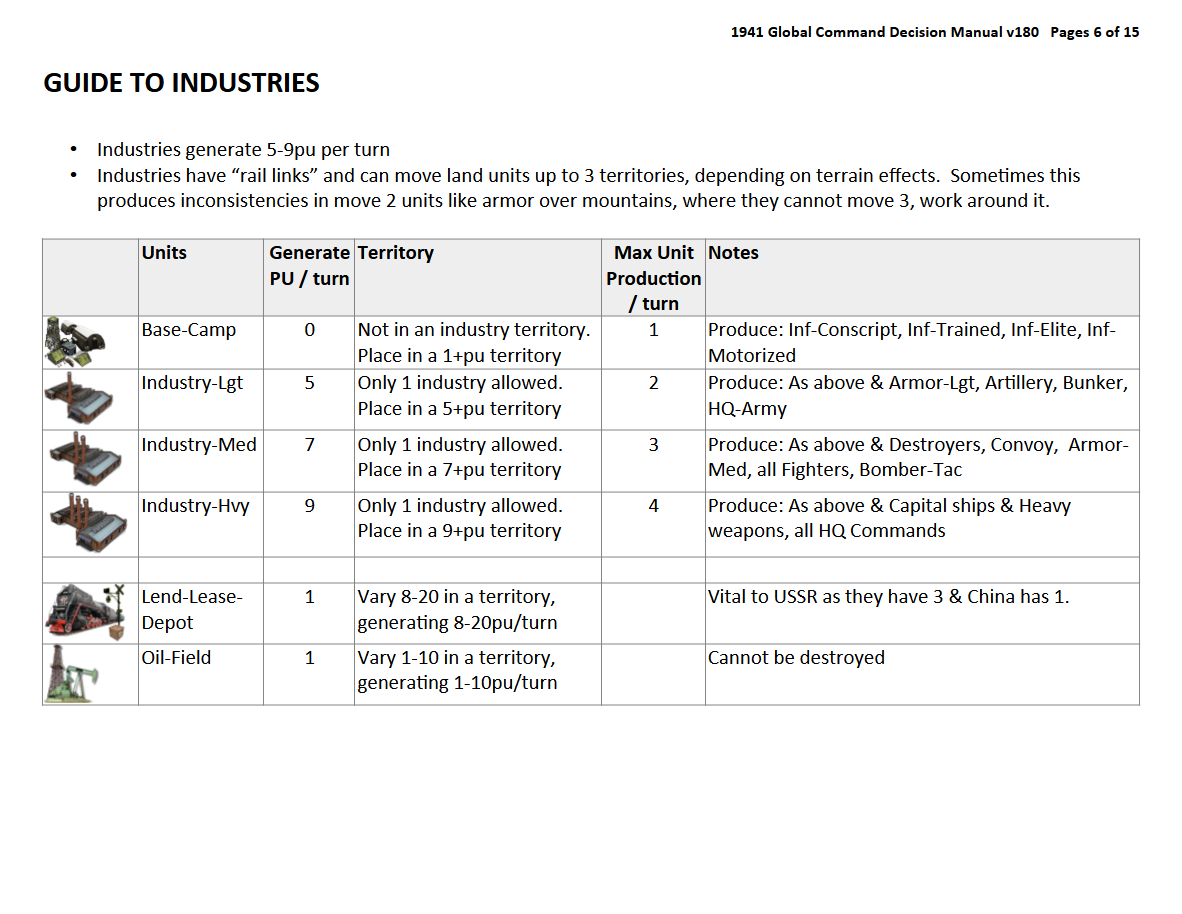 1941 Global Command Decision Manual v180   Pages 6 of 15
GUIDE TO INDUSTRIES
• Industries generate 5-9pu per turn
• Industries have “rail links” and can move land units up to 3 territories, depending on terrain effects.  Sometimes this
produces inconsistencies in move 2 units like armor over mountains, where they cannot move 3, work around it.
Units
Generate
PU / turn
Territory
Max Unit
Production
/ turn
Notes
Base-Camp
0
Not in an industry territory.
Place in a 1+pu territory
1
Produce: Inf-Conscript, Inf-Trained, Inf-Elite, Inf-
Motorized
Industry-Lgt
5
Only 1 industry allowed.
Place in a 5+pu territory
2
Produce: As above & Armor-Lgt, Artillery, Bunker,
HQ-Army
Industry-Med
7
Only 1 industry allowed.
Place in a 7+pu territory
3
Produce: As above & Destroyers, Convoy,  Armor-
Med, all Fighters, Bomber-Tac
Industry-Hvy
9
Only 1 industry allowed.
Place in a 9+pu territory
4
Produce: As above & Capital ships & Heavy
weapons, all HQ Commands
Lend-Lease-
Depot
1
Vary 8-20 in a territory,
generating 8-20pu/turn
Vital to USSR as they have 3 & China has 1.
Oil-Field
1
Vary 1-10 in a territory,
generating 1-10pu/turn
Cannot be destroyed